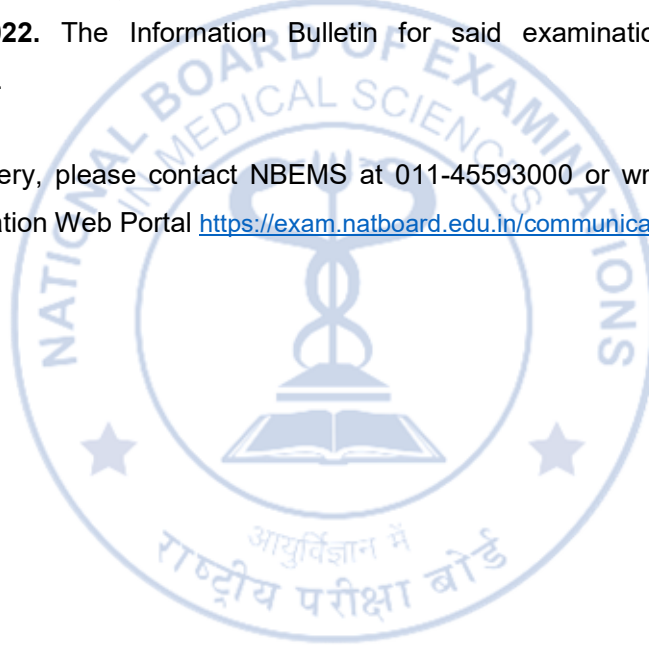 022. The Information Bulletin for said examinatio
ery, please contact NBEMS at 011-45593000 or wr
ation Web Portal https://exam.natboard.edu.in/communica
NATIONAL BOARD OF EXAMINATIONS
IN MEDICAL SCIENCES
आयुर्विज्ञान में
राष्ट्रीय परीक्षा बोर्ड